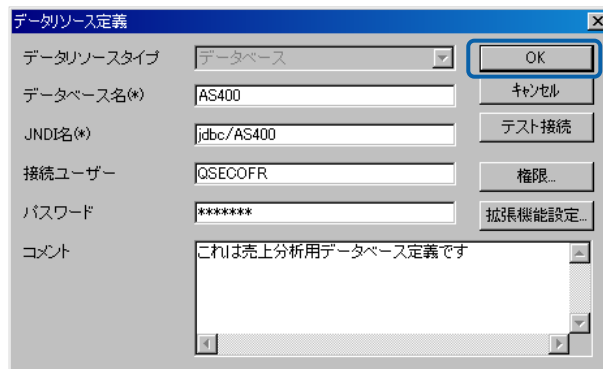 データリソース定義
データリソースタイプ データベース OK
データベース名(*) AS400 キャンセル
JNDI名(*) jdbc/AS400 テスト接続
接続ユーザー QSECOFR 権限...
パスワード ******* 拡張機能設定...
コメント これは売上分析用データベース定義です